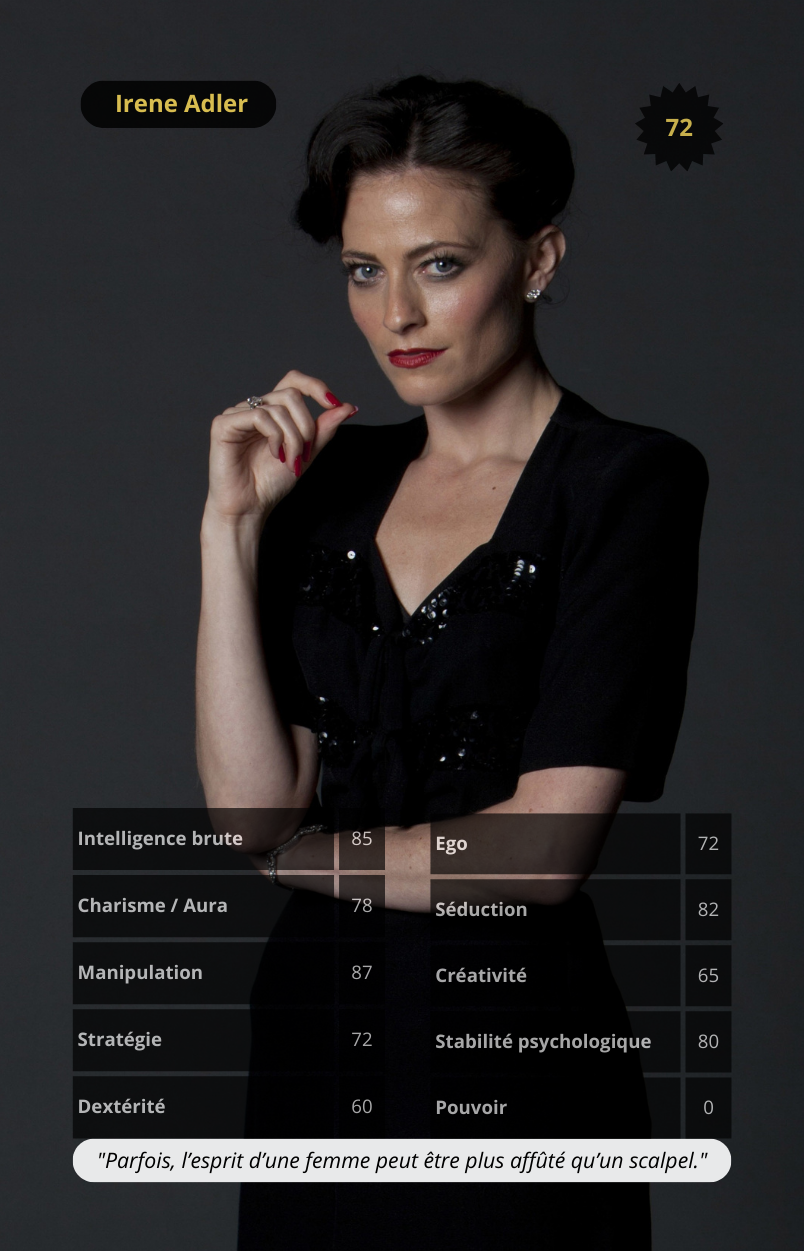 Irene Adler
72
Intelligence brute 85
Charisme / Aura 78
Manipulation 87
Stratégie 72
Dextérité 60
Ego 72
Séduction 82
Créativité 65
Stabilité psychologique 80
Pouvoir 0
"Parfois, l’esprit d’une femme peut être plus affûté qu’un scalpel."